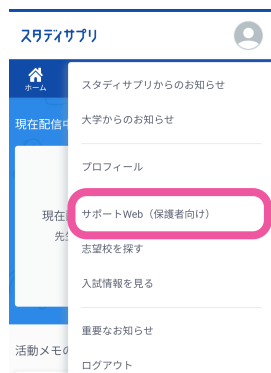 スタディサプリ
ホーム
スタディサプリからのお知らせ
大学からのお知らせ
プロフィール
サポートWeb（保護者向け）
志望校を探す
入試情報を見る
重要なお知らせ
ログアウト
現在配信中
現在
先生
活動メモの